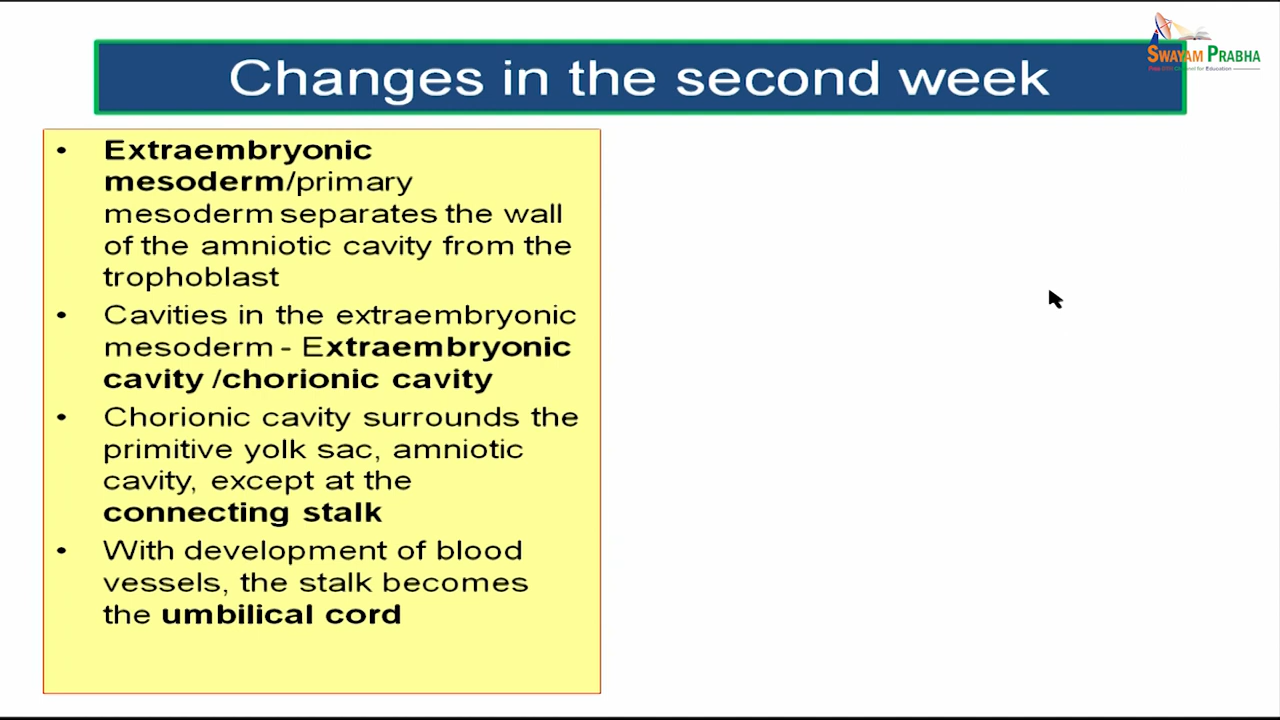 SWAYAM PRABHA
Changes in the second week
• Extraembryonic
mesoderm/primary
mesoderm separates the wall
of the amniotic cavity from the
trophoblast
• Cavities in the extraembryonic
mesoderm - Extraembryonic
cavity /chorionic cavity
• Chorionic cavity surrounds the
primitive yolk sac, amniotic
cavity, except at the
connecting stalk
• With development of blood
vessels, the stalk becomes
the umbilical cord